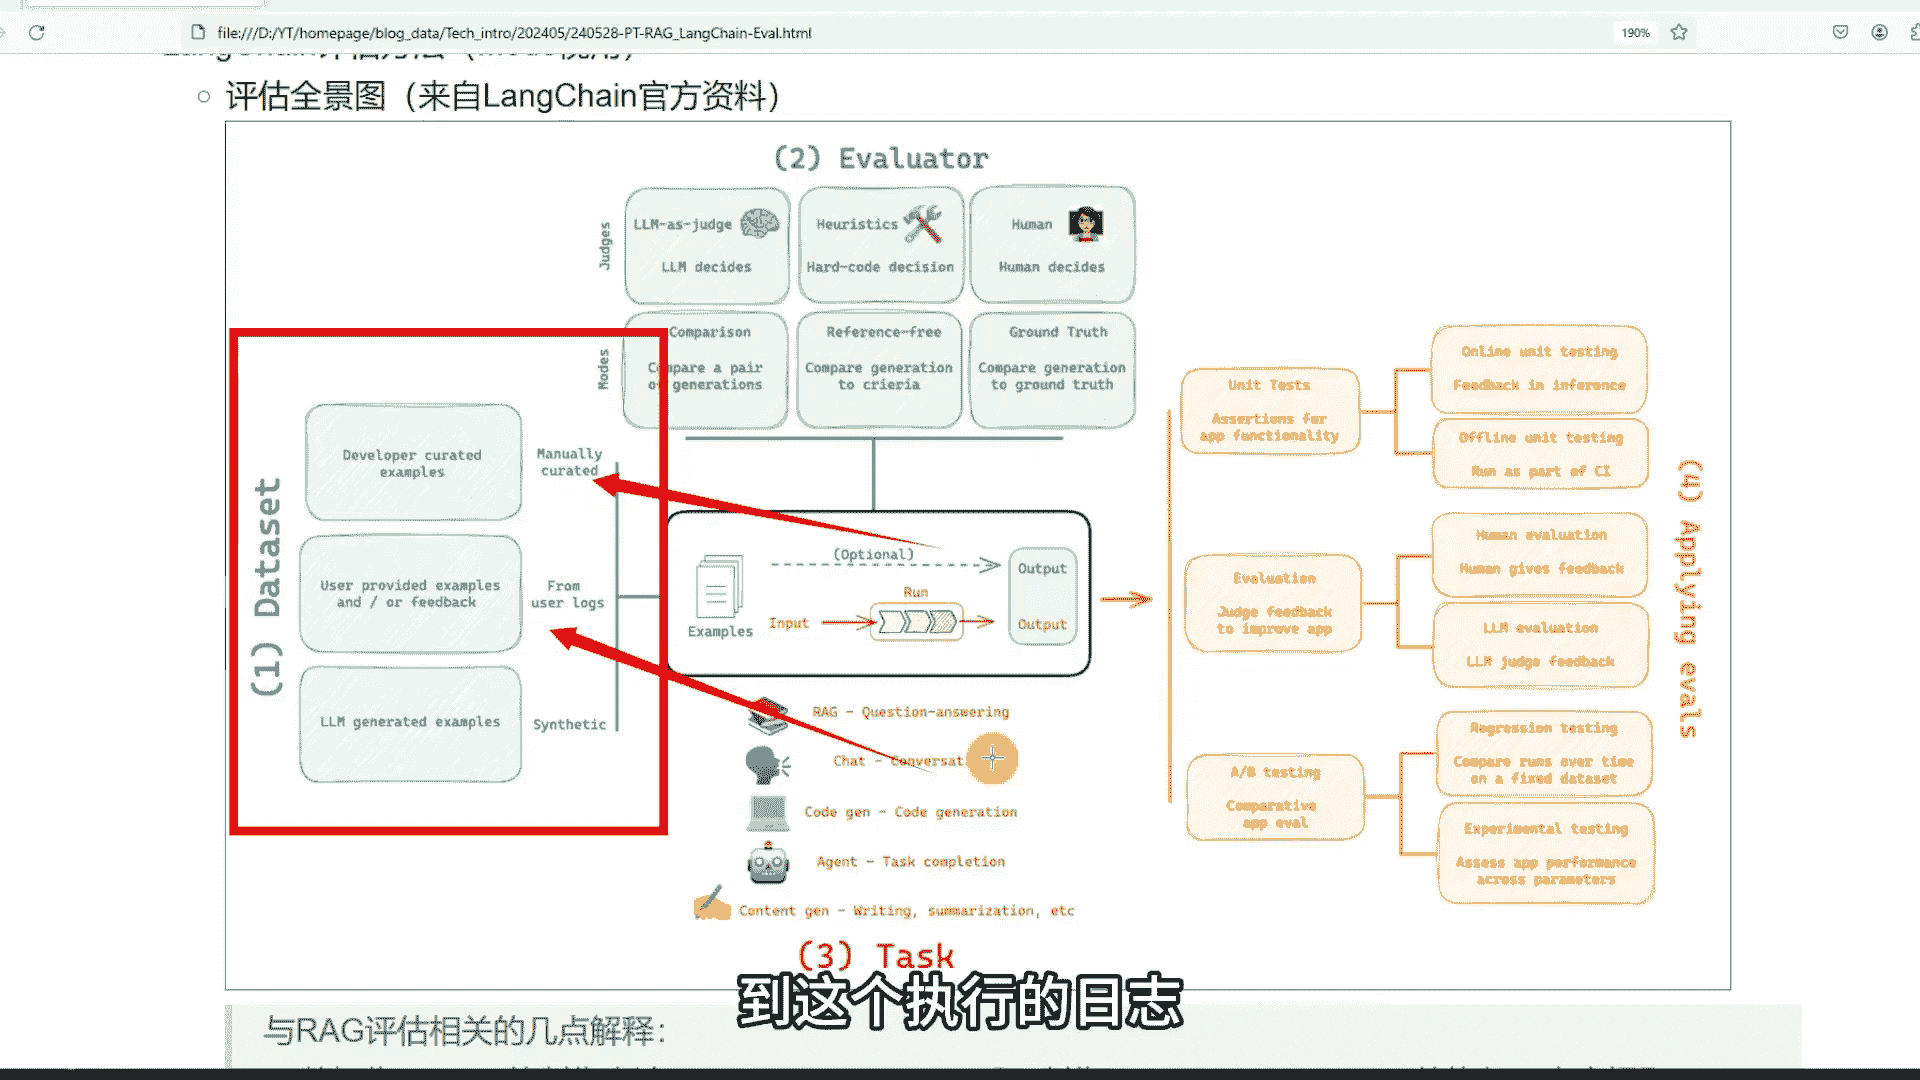 file:///D:/YT/homepage/blog_data/Tech_intro/202405/240528-PT-RAG_LangChain-Eval.html
190%
评估全景图（来自LangChain官方资料）
(2) Evaluator
Judges
LLM-as-judge
LLM decides
Heuristics
Hard-code decision
Human
Human decides
Modes
Comparison
Compare a pair
of generations
Reference-free
Compare generation
to crieria
Ground Truth
Compare generation
to ground truth
(1) Dataset
Developer curated
examples
Manually
curated
User provided examples
and / or feedback
From
user logs
LLM generated examples
Synthetic
Examples
(Optional)
Input
Run
Output
Output
RAG - Question-answering
Chat - Conversat
Code gen - Code generation
Agent - Task completion
Content gen - Writing, summarization, etc
(3) Task
Unit Tests
Assertions for
app functionality
Online unit testing
Feedback in inference
Offline unit testing
Run as part of CI
Evaluation
Judge feedback
to improve app
Human evaluation
Human gives feedback
LLM evaluation
LLM judge feedback
A/B testing
Comparative
app eval
Regression testing
Compare runs over time
on a fixed dataset
Experimental testing
Assess app performance
across parameters
(4) Applying evals
到这个执行的日志
与RAG评估相关的几点解释：